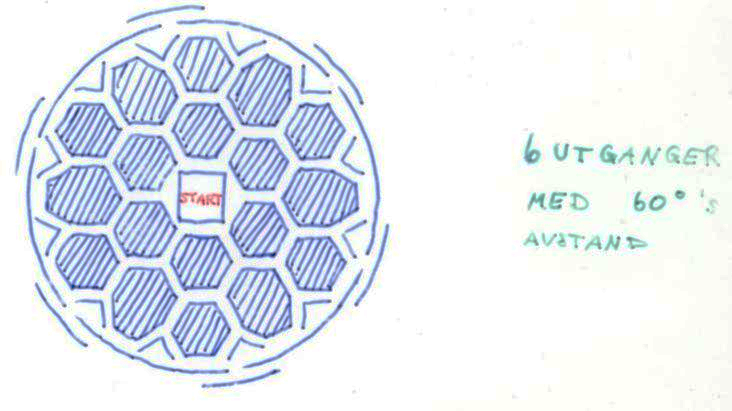 START
6 UTGANGER
MED 60°'s
AVSTAND